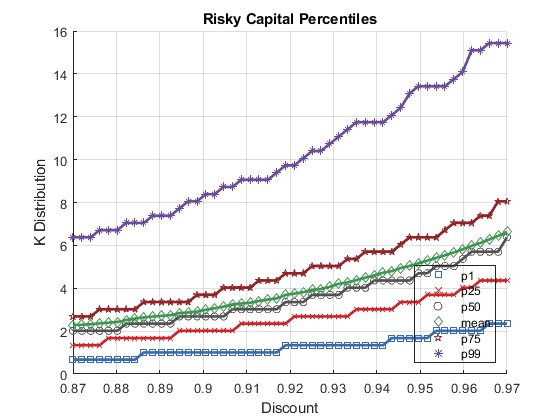 Risky Capital Percentiles
16
14
12
10
8
6
4
2
0
K Distribution
p1
p25
p50
mean
p75
p99
0.87 0.88 0.89 0.9 0.91 0.92 0.93 0.94 0.95 0.96 0.97
Discount